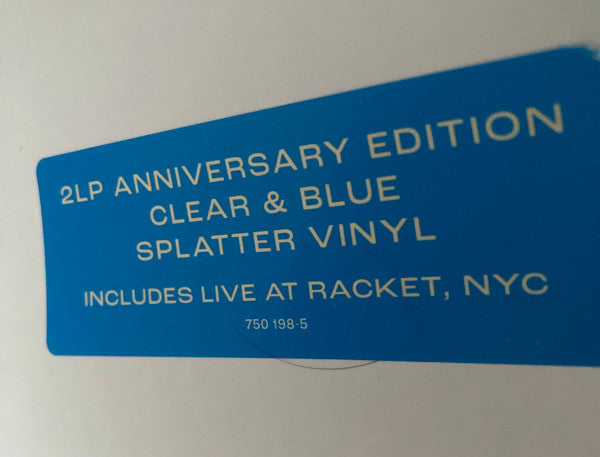 2LP ANNIVERSARY EDITION
CLEAR & BLUE
SPLATTER VINYL
INCLUDES LIVE AT RACKET, NYC
750 198-5